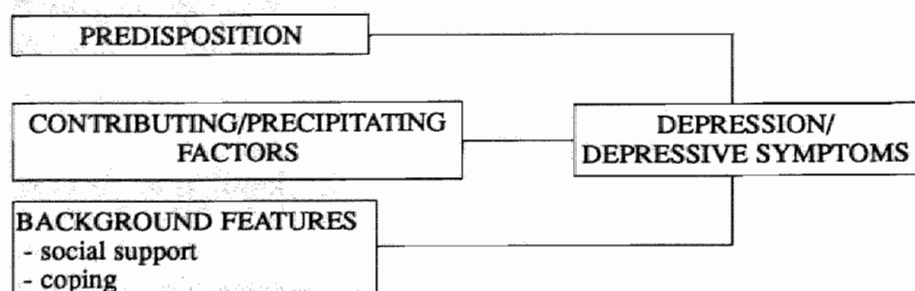 PREDISPOSITION
CONTRIBUTING/PRECIPITATING
FACTORS
DEPRESSION/
DEPRESSIVE SYMPTOMS
BACKGROUND FEATURES
- social support
- coping